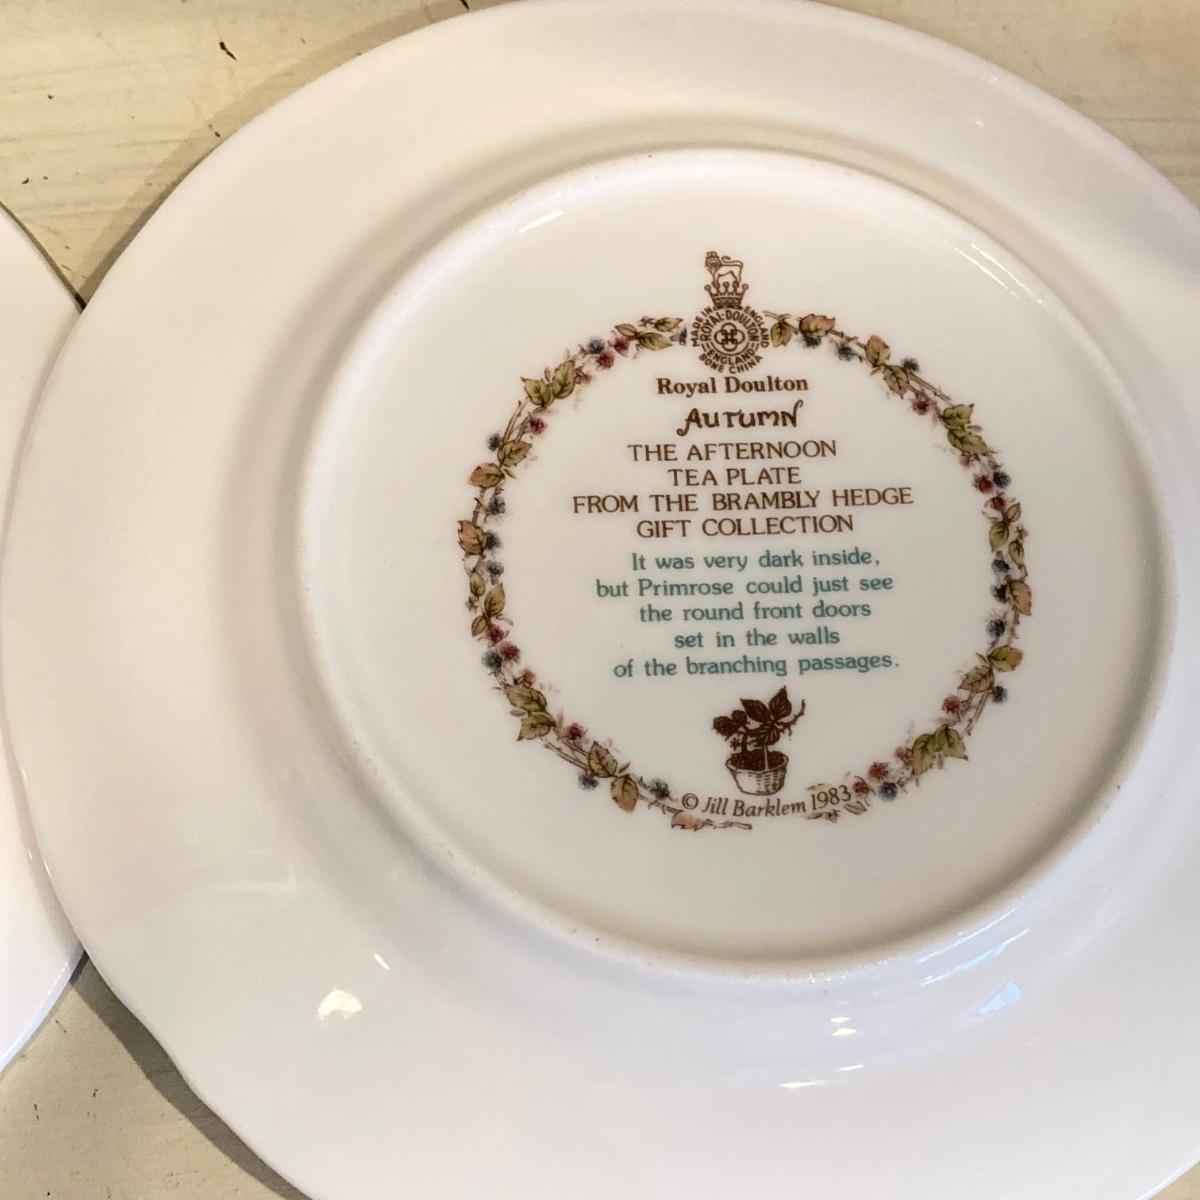 MADE IN ENGLAND
ROYAL DOULTON
ENGLAND
BONE CHINA
Royal Doulton
AUTUMN
THE AFTERNOON
TEA PLATE
FROM THE BRAMBLY HEDGE
GIFT COLLECTION
It was very dark inside,
but Primrose could just see
the round front doors
set in the walls
of the branching passages.
© Jill Barklem 1983